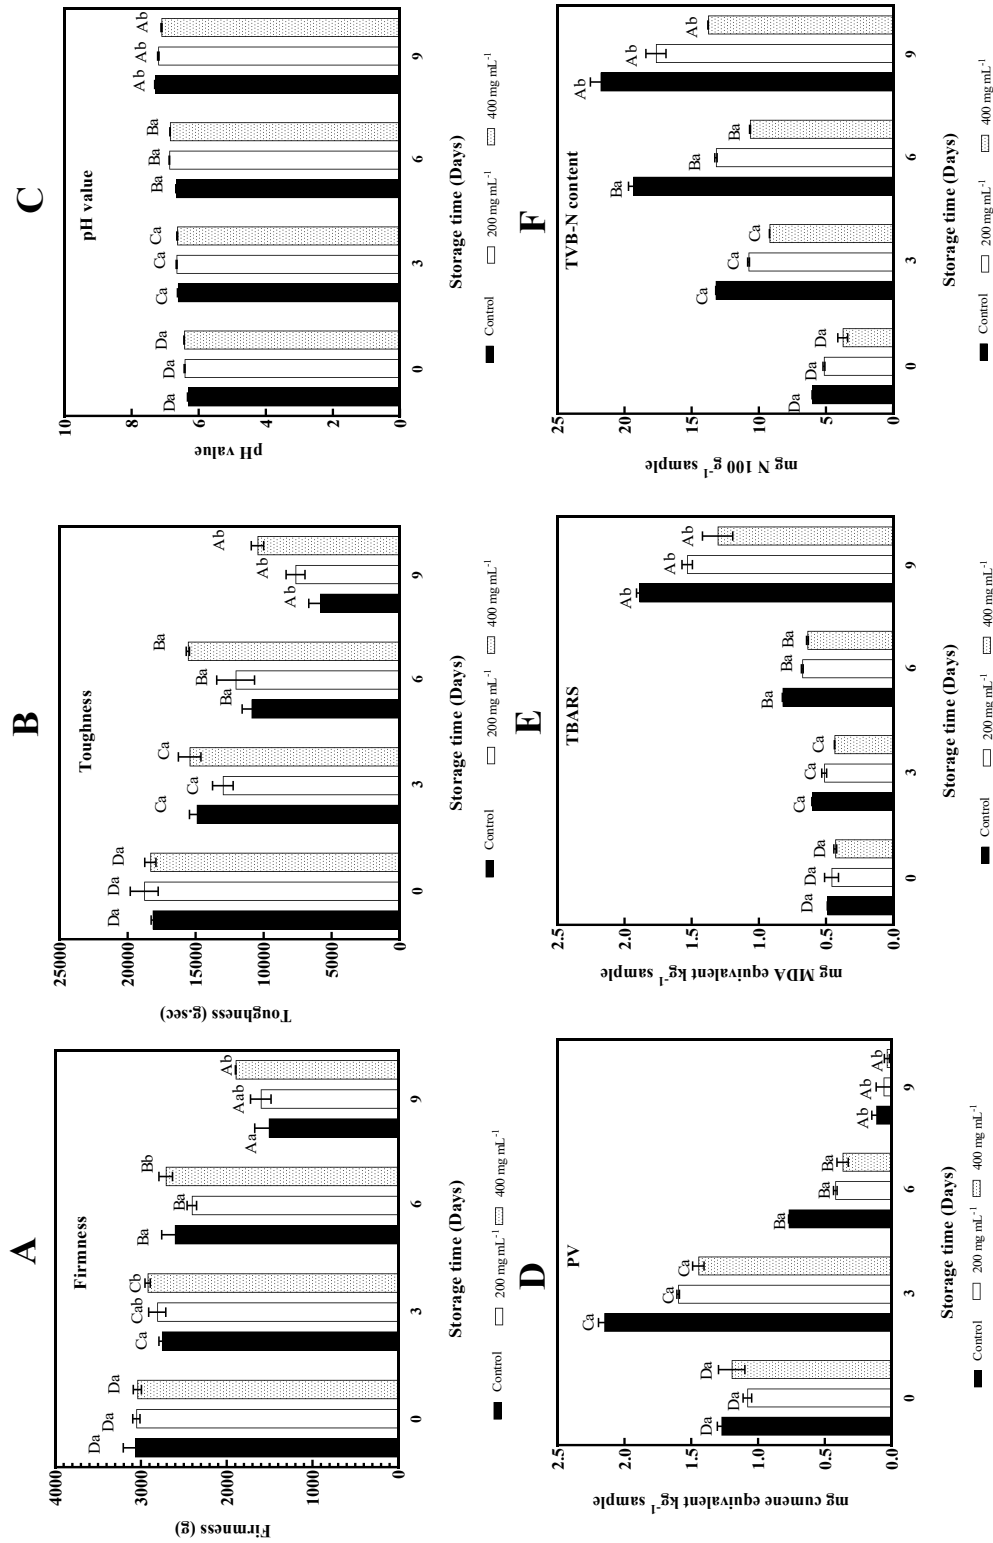 A
Firmness
Firmness (g)
4000
3000
2000
1000
0
Da
Da
Da
Ca
Cab
Cb
Ba
Ba
Bb
Aa
Aab
Ab
0
3
6
9
Storage time (Days)
Control
200 mg mL-1
400 mg mL-1
B
Toughness
Toughness (g.sec)
25000
20000
15000
10000
5000
0
Da
Da
Da
Ca
Ca
Ca
Ba
Ba
Ba
Ab
Ab
Ab
0
3
6
9
Storage time (Days)
Control
200 mg mL-1
400 mg mL-1
C
pH value
pH value
10
8
6
4
2
0
Da
Da
Da
Ca
Ca
Ca
Ba
Ba
Ba
Ab
Ab
Ab
0
3
6
9
Storage time (Days)
Control
200 mg mL-1
400 mg mL-1
D
PV
mg cumene equivalent kg-1 sample
2.5
2.0
1.5
1.0
0.5
0.0
Da
Da
Da
Ca
Ca
Ca
Ba
Ba
Ba
Ab
Ab
Ab
0
3
6
9
Storage time (Days)
Control
200 mg mL-1
400 mg mL-1
E
TBARS
mg MDA equivalent kg-1 sample
2.5
2.0
1.5
1.0
0.5
0.0
Da
Da
Da
Ca
Ca
Ca
Ba
Ba
Ba
Ab
Ab
Ab
0
3
6
9
Storage time (Days)
Control
200 mg mL-1
400 mg mL-1
F
TVB-N content
mg N 100 g-1 sample
25
20
15
10
5
0
Da
Da
Da
Ca
Ca
Ca
Ba
Ba
Ba
Ab
Ab
Ab
0
3
6
9
Storage time (Days)
Control
200 mg mL-1
400 mg mL-1